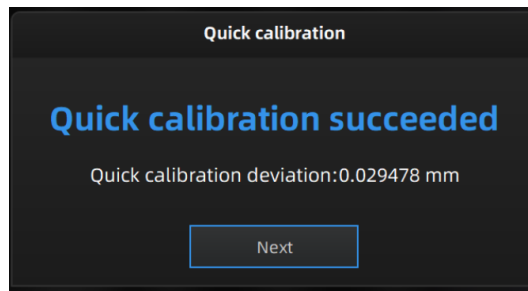 Quick calibration
Quick calibration succeeded
Quick calibration deviation:0.029478 mm
Next